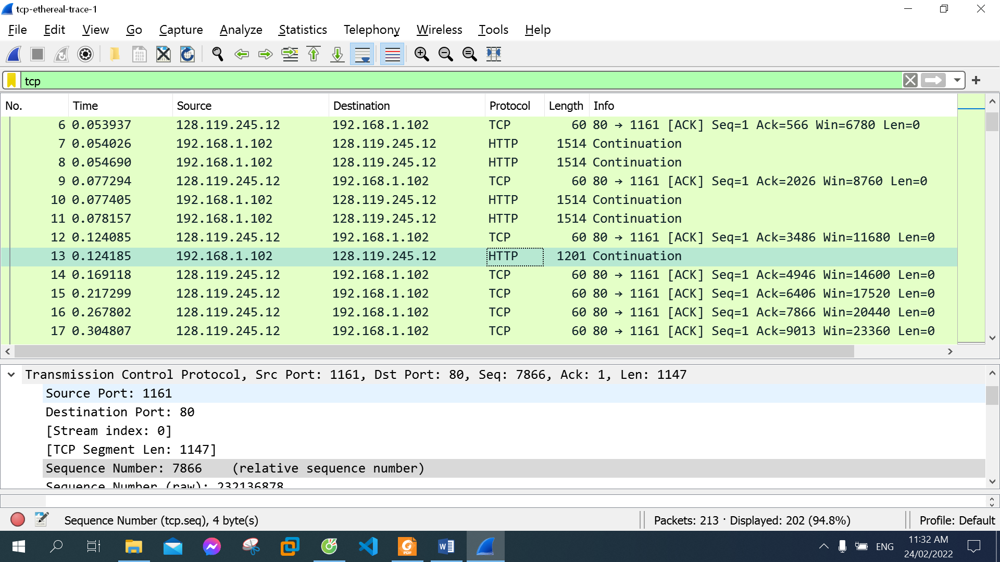 tcp-ethereal-trace-1
File Edit View Go Capture Analyze Statistics Telephony Wireless Tools Help
tcp
No. Time Source Destination Protocol Length Info
6 0.053937 128.119.245.12 192.168.1.102 TCP 60 80 → 1161 [ACK] Seq=1 Ack=566 Win=6780 Len=0
7 0.054026 192.168.1.102 128.119.245.12 HTTP 1514 Continuation
8 0.054690 192.168.1.102 128.119.245.12 HTTP 1514 Continuation
9 0.077294 128.119.245.12 192.168.1.102 TCP 60 80 → 1161 [ACK] Seq=1 Ack=2026 Win=8760 Len=0
10 0.077405 192.168.1.102 128.119.245.12 HTTP 1514 Continuation
11 0.078157 192.168.1.102 128.119.245.12 HTTP 1514 Continuation
12 0.124085 128.119.245.12 192.168.1.102 TCP 60 80 → 1161 [ACK] Seq=1 Ack=3486 Win=11680 Len=0
13 0.124185 192.168.1.102 128.119.245.12 HTTP 1201 Continuation
14 0.169118 128.119.245.12 192.168.1.102 TCP 60 80 → 1161 [ACK] Seq=1 Ack=4946 Win=14600 Len=0
15 0.217299 128.119.245.12 192.168.1.102 TCP 60 80 → 1161 [ACK] Seq=1 Ack=6406 Win=17520 Len=0
16 0.267802 128.119.245.12 192.168.1.102 TCP 60 80 → 1161 [ACK] Seq=1 Ack=7866 Win=20440 Len=0
17 0.304807 128.119.245.12 192.168.1.102 TCP 60 80 → 1161 [ACK] Seq=1 Ack=9013 Win=23360 Len=0
Transmission Control Protocol, Src Port: 1161, Dst Port: 80, Seq: 7866, Ack: 1, Len: 1147
Source Port: 1161
Destination Port: 80
[Stream index: 0]
[TCP Segment Len: 1147]
Sequence Number: 7866 (relative sequence number)
Sequence Number (raw): 232136878
Sequence Number (tcp.seq), 4 byte(s) Packets: 213 · Displayed: 202 (94.8%) Profile: Default
PDF
ENG
11:32 AM
24/02/2022